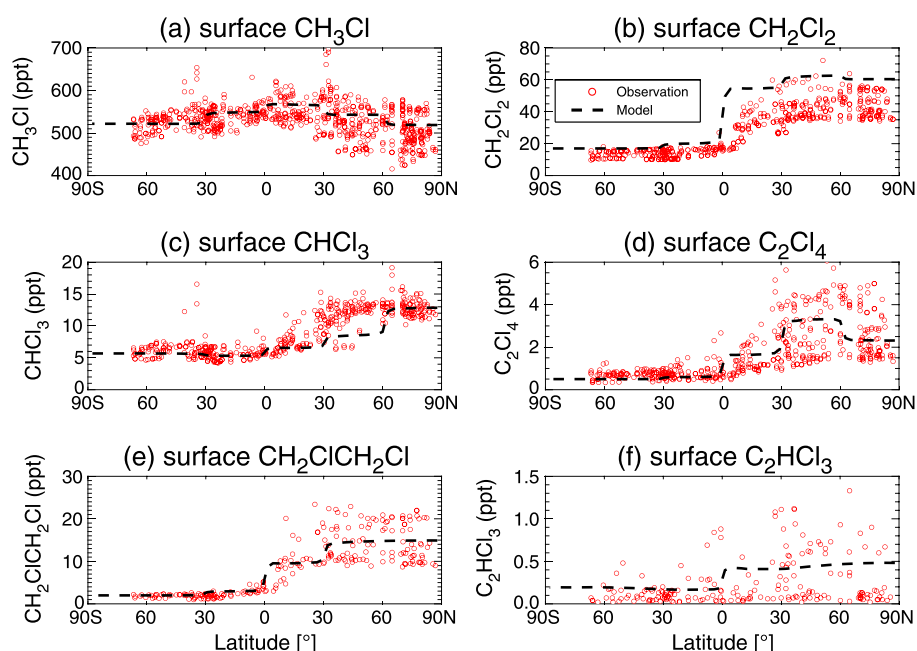 (a) surface CH₃Cl
CH₃Cl (ppt)
700
600
500
400
90S 60 30 0 30 60 90N
(b) surface CH₂Cl₂
CH₂Cl₂ (ppt)
80
60
40
20
0
Observation
Model
90S 60 30 0 30 60 90N
(c) surface CHCl₃
CHCl₃ (ppt)
20
15
10
5
0
90S 60 30 0 30 60 90N
(d) surface C₂Cl₄
C₂Cl₄ (ppt)
6
4
2
0
90S 60 30 0 30 60 90N
(e) surface CH₂ClCH₂Cl
CH₂ClCH₂Cl (ppt)
30
20
10
0
90S 60 30 0 30 60 90N
Latitude [°]
(f) surface C₂HCl₃
C₂HCl₃ (ppt)
1.5
1.0
0.5
0.0
90S 60 30 0 30 60 90N
Latitude [°]